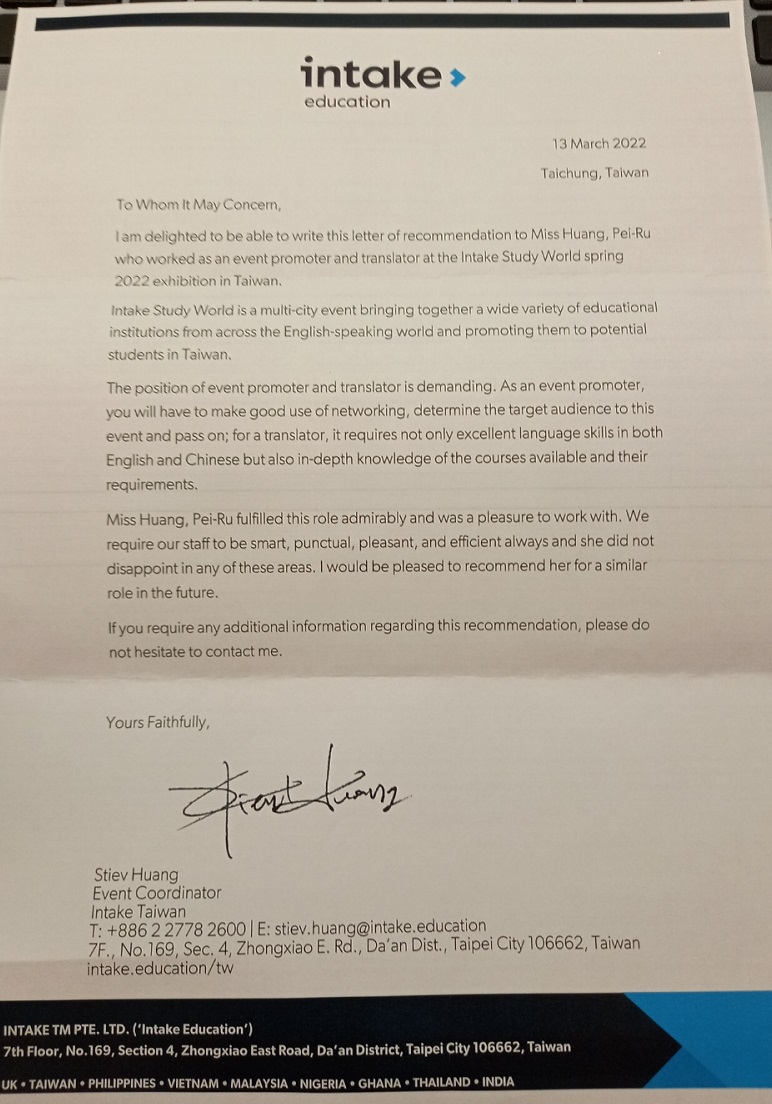 intake
education
13 March 2022
Taichung, Taiwan
To Whom It May Concern,
I am delighted to be able to write this letter of recommendation to Miss Huang, Pei-Ru
who worked as an event promoter and translator at the Intake Study World spring
2022 exhibition in Taiwan.
Intake Study World is a multi-city event bringing together a wide variety of educational
institutions from across the English-speaking world and promoting them to potential
students in Taiwan.
The position of event promoter and translator is demanding. As an event promoter,
you will have to make good use of networking, determine the target audience to this
event and pass on; for a translator, it requires not only excellent language skills in both
English and Chinese but also in-depth knowledge of the courses available and their
requirements.
Miss Huang, Pei-Ru fulfilled this role admirably and was a pleasure to work with. We
require our staff to be smart, punctual, pleasant, and efficient always and she did not
disappoint in any of these areas. I would be pleased to recommend her for a similar
role in the future.
If you require any additional information regarding this recommendation, please do
not hesitate to contact me.
Yours Faithfully,
Huang
Stiev Huang
Event Coordinator
Intake Taiwan
T: +886 2 2778 2600 | E: stiev.huang@intake.education
7F., No.169, Sec. 4, Zhongxiao E. Rd., Da'an Dist., Taipei City 106662, Taiwan
intake.education/tw
INTAKE TM PTE. LTD. ('Intake Education')
7th Floor, No.169, Section 4, Zhongxiao East Road, Da'an District, Taipei City 106662, Taiwan
UK • TAIWAN • PHILIPPINES • VIETNAM • MALAYSIA • NIGERIA • GHANA • THAILAND • INDIA